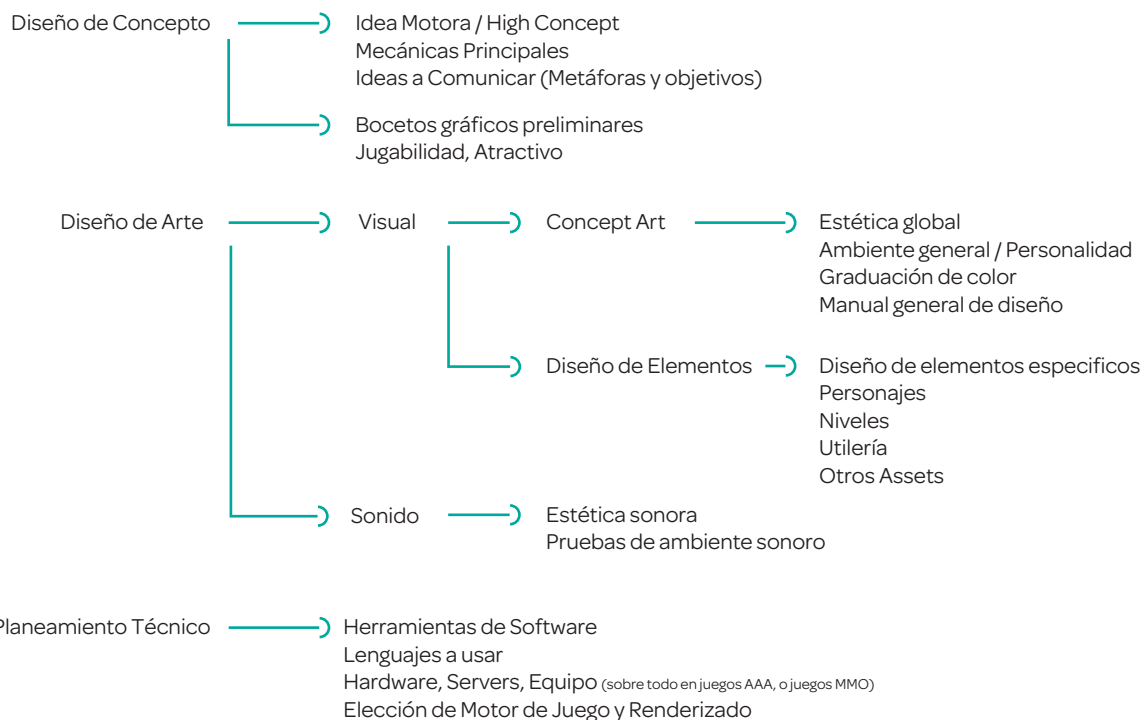 Diseño de Concepto
Idea Motora / High Concept
Mecánicas Principales
Ideas a Comunicar (Metáforas y objetivos)
Bocetos gráficos preliminares
Jugabilidad, Atractivo
Diseño de Arte
Visual
Concept Art
Estética global
Ambiente general / Personalidad
Graduación de color
Manual general de diseño
Diseño de Elementos
Diseño de elementos especificos
Personajes
Niveles
Utilería
Otros Assets
Sonido
Estética sonora
Pruebas de ambiente sonoro
Planeamiento Técnico
Herramientas de Software
Lenguajes a usar
Hardware, Servers, Equipo (sobre todo en juegos AAA, o juegos MMO)
Elección de Motor de Juego y Renderizado